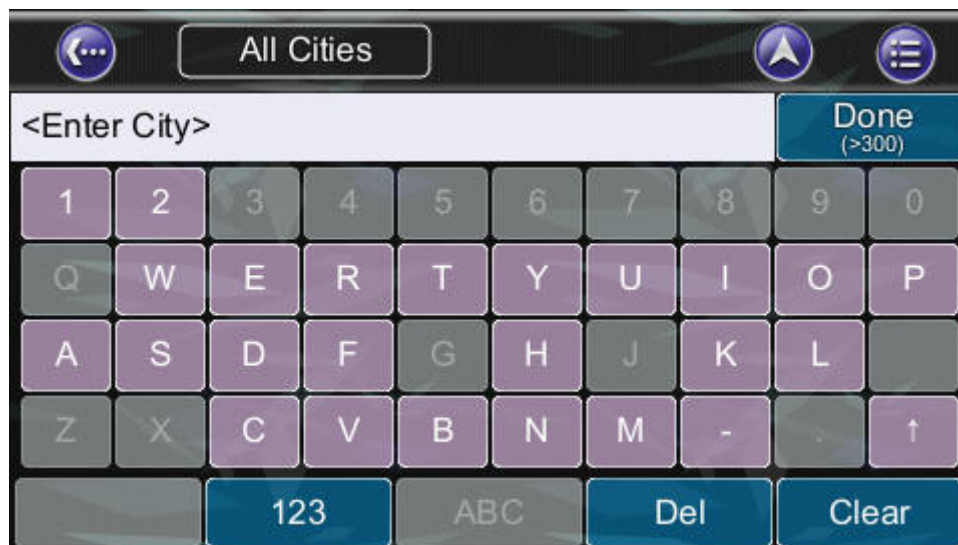 All Cities
<Enter City>
Done
(>300)
1 2 3 4 5 6 7 8 9 0
Q W E R T Y U I O P
A S D F G H J K L
Z X C V B N M - . ↑
123 ABC Del Clear